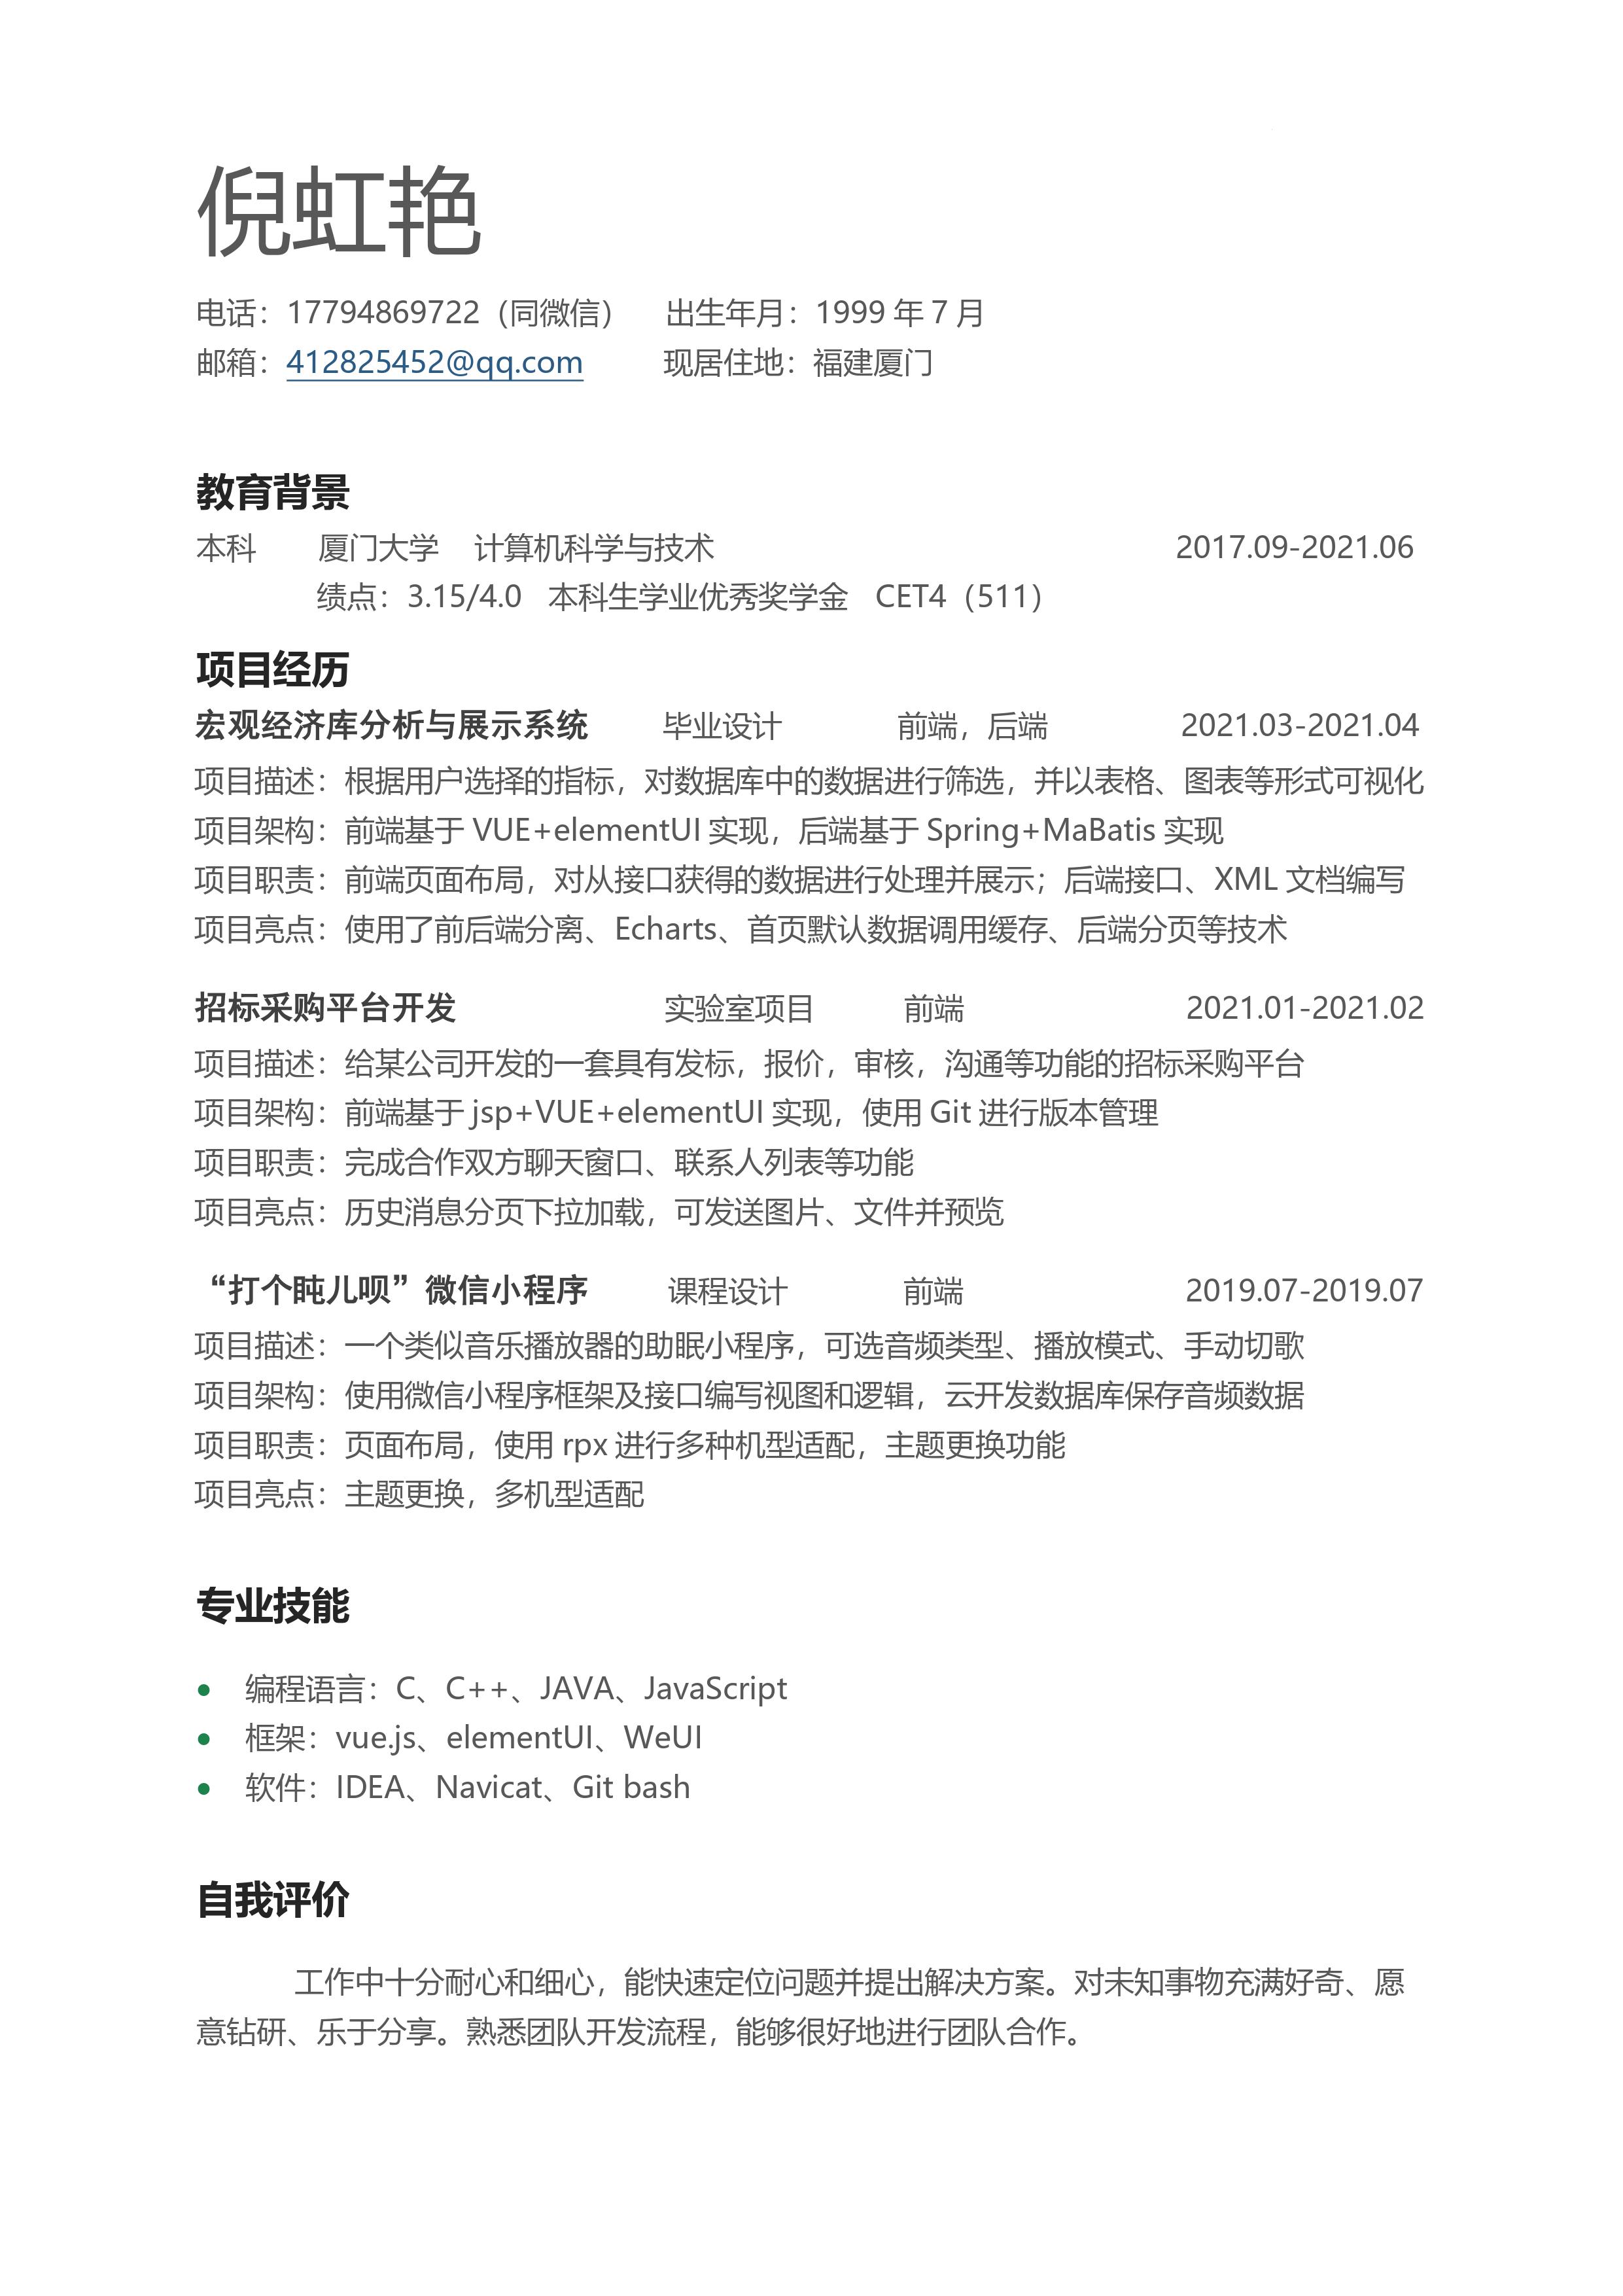 倪虹艳
电话：17794869722（同微信） 出生年月：1999 年 7 月
邮箱：412825452@qq.com 现居住地：福建厦门
教育背景
本科 厦门大学 计算机科学与技术 2017.09-2021.06
绩点：3.15/4.0 本科生学业优秀奖学金 CET4（511）
项目经历
宏观经济库分析与展示系统 毕业设计 前端，后端 2021.03-2021.04
项目描述：根据用户选择的指标，对数据库中的数据进行筛选，并以表格、图表等形式可视化
项目架构：前端基于 VUE+elementUI 实现，后端基于 Spring+MaBatis 实现
项目职责：前端页面布局，对从接口获得的数据进行处理并展示；后端接口、XML 文档编写
项目亮点：使用了前后端分离、Echarts、首页默认数据调用缓存、后端分页等技术
招标采购平台开发 实验室项目 前端 2021.01-2021.02
项目描述：给某公司开发的一套具有发标，报价，审核，沟通等功能的招标采购平台
项目架构：前端基于 jsp+VUE+elementUI 实现，使用 Git 进行版本管理
项目职责：完成合作双方聊天窗口、联系人列表等功能
项目亮点：历史消息分页下拉加载，可发送图片、文件并预览
“打个盹儿呗”微信小程序 课程设计 前端 2019.07-2019.07
项目描述：一个类似音乐播放器的助眠小程序，可选音频类型、播放模式、手动切歌
项目架构：使用微信小程序框架及接口编写视图和逻辑，云开发数据库保存音频数据
项目职责：页面布局，使用 rpx 进行多种机型适配，主题更换功能
项目亮点：主题更换，多机型适配
专业技能
• 编程语言：C、C++、JAVA、JavaScript
• 框架：vue.js、elementUI、WeUI
• 软件：IDEA、Navicat、Git bash
自我评价
工作中十分耐心和细心，能快速定位问题并提出解决方案。对未知事物充满好奇、愿
意钻研、乐于分享。熟悉团队开发流程，能够很好地进行团队合作。